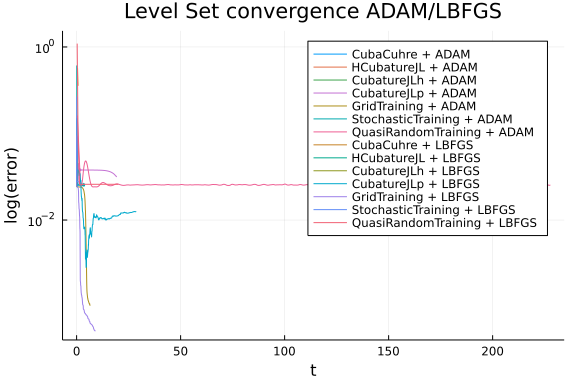 Level Set convergence ADAM/LBFGS
10⁰
10⁻²
log(error)
CubaCuhre + ADAM
HCubatureJL + ADAM
CubatureJLh + ADAM
CubatureJLp + ADAM
GridTraining + ADAM
StochasticTraining + ADAM
QuasiRandomTraining + ADAM
CubaCuhre + LBFGS
HCubatureJL + LBFGS
CubatureJLh + LBFGS
CubatureJLp + LBFGS
GridTraining + LBFGS
StochasticTraining + LBFGS
QuasiRandomTraining + LBFGS
0 50 100 150 200
t